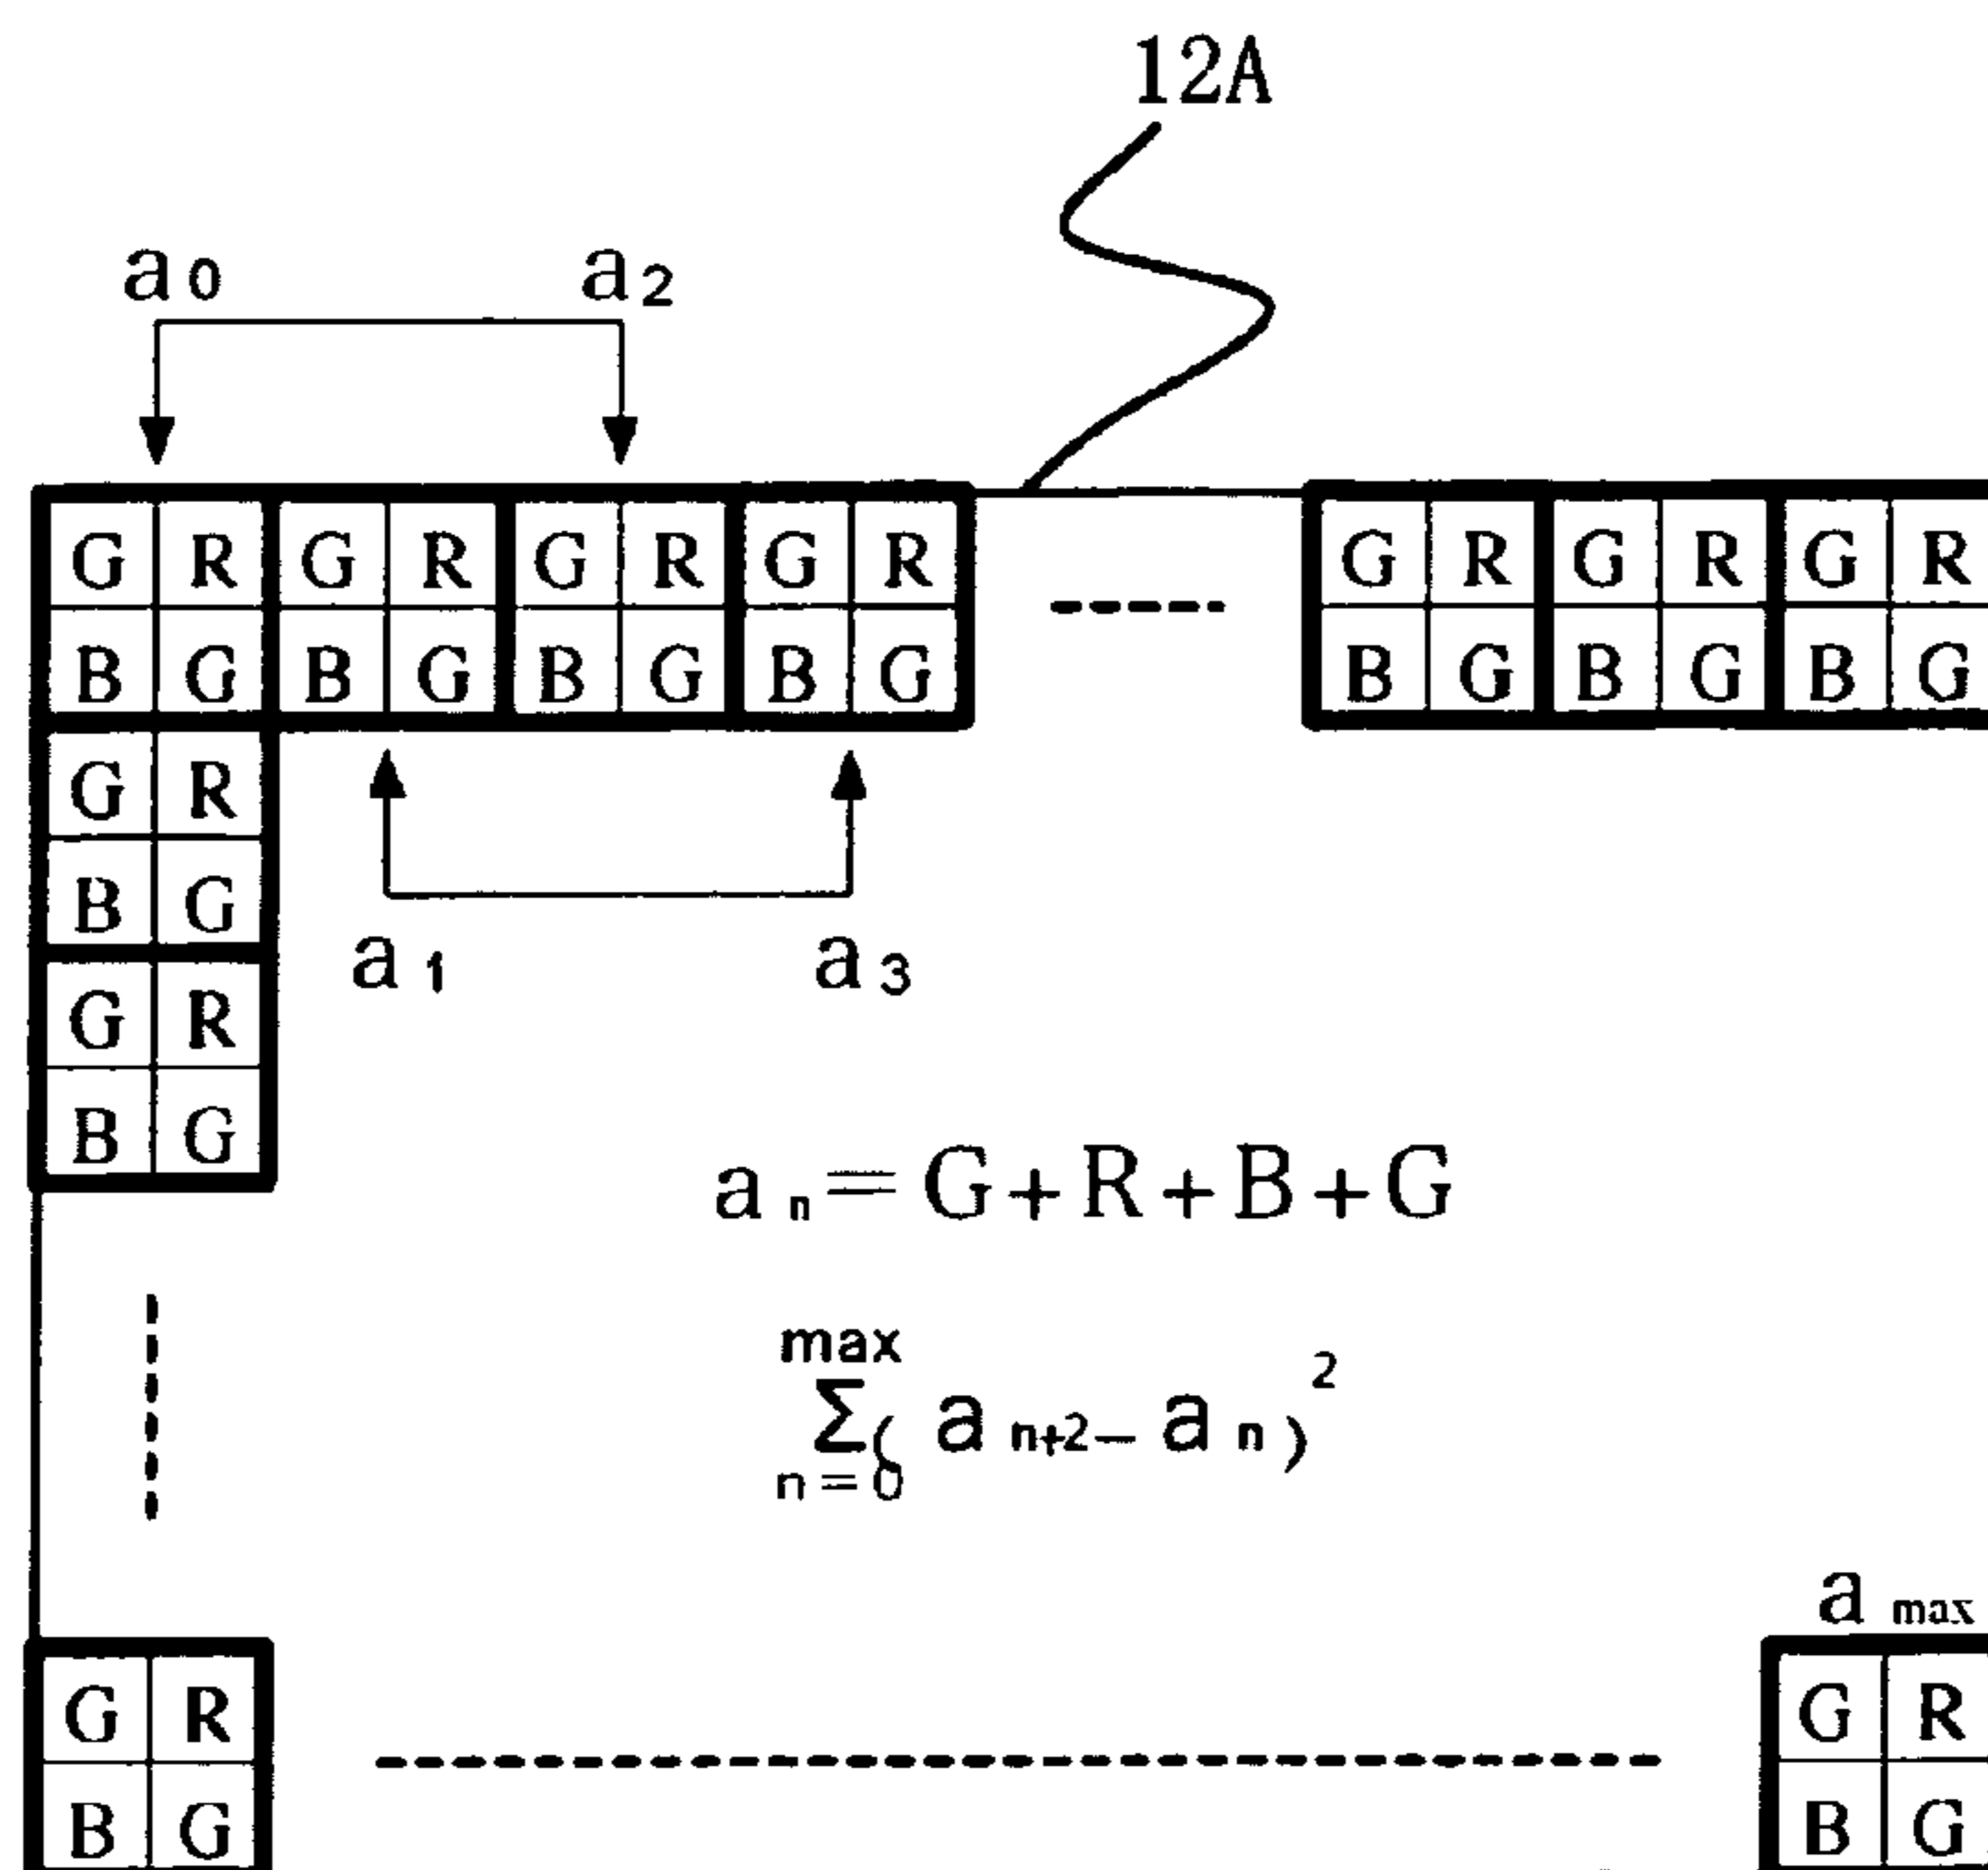 12A
a0 a2
G R G R G R G R G R G R G R
B G B G B G B G B G B G B G
G R
B G
a1 a3
G R
B G
an=G+R+B+G
max
Σ(an+2−an)²
n=0
amax
G R G R
B G B G